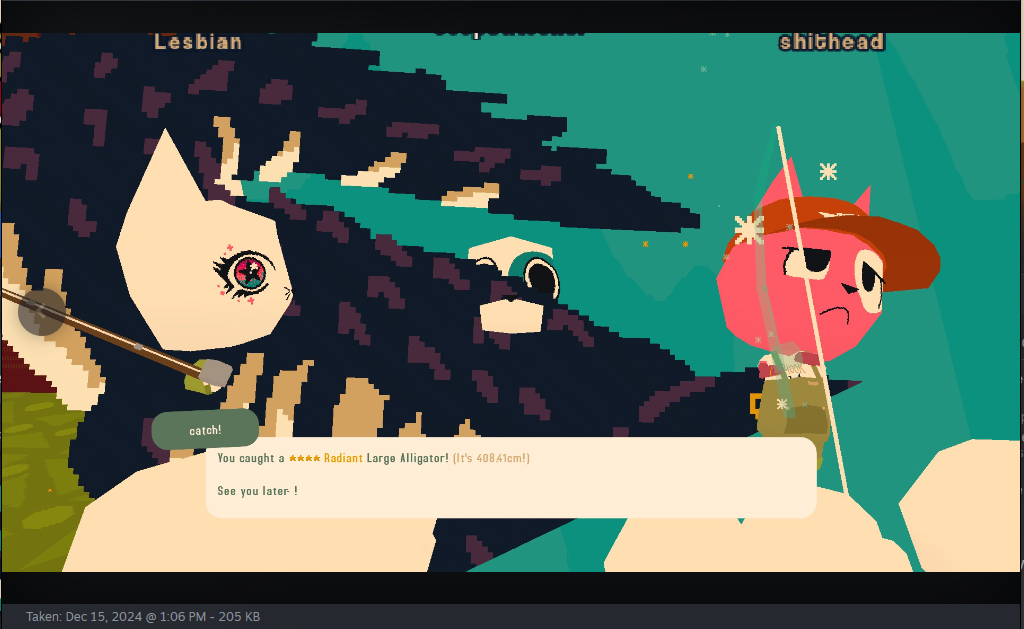 Lesbian
shithead
catch!
You caught a ★★★★ Radiant Large Alligator! (It's 408.41cm!)
See you later !
Taken: Dec 15, 2024 @ 1:06 PM - 205 KB